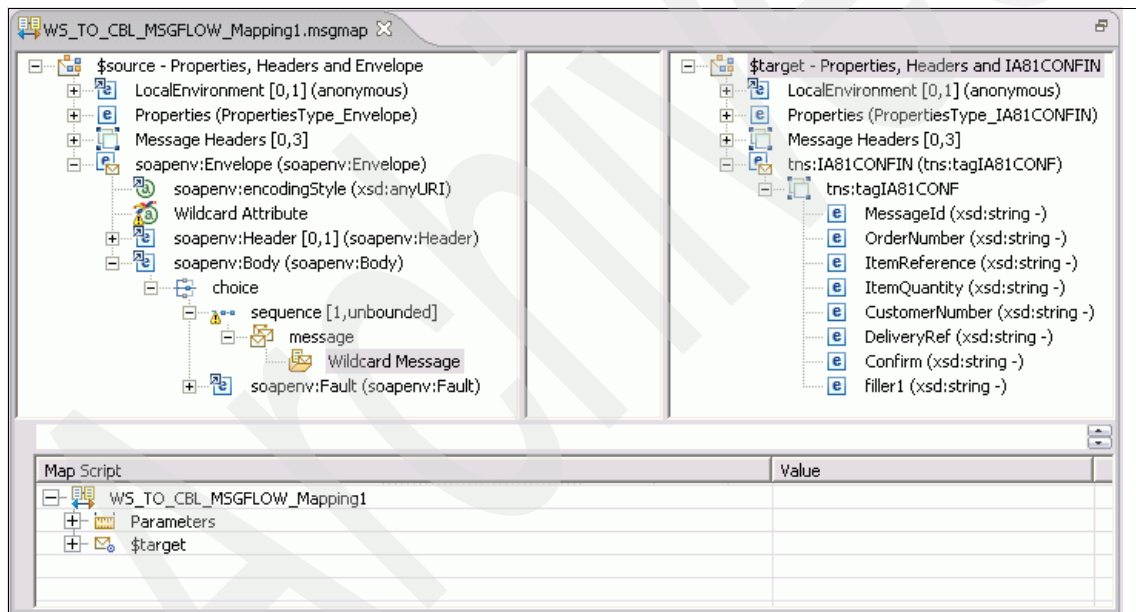 WS_TO_CBL_MSGFLOW_Mapping1.msgmap
$source - Properties, Headers and Envelope
LocalEnvironment [0,1] (anonymous)
Properties (PropertiesType_Envelope)
Message Headers [0,3]
soapenv:Envelope (soapenv:Envelope)
soapenv:encodingStyle (xsd:anyURI)
Wildcard Attribute
soapenv:Header [0,1] (soapenv:Header)
soapenv:Body (soapenv:Body)
choice
sequence [1,unbounded]
message
Wildcard Message
soapenv:Fault (soapenv:Fault)
$target - Properties, Headers and IA81CONFIN
LocalEnvironment [0,1] (anonymous)
Properties (PropertiesType_IA81CONFIN)
Message Headers [0,3]
tns:IA81CONFIN (tns:tagIA81CONF)
tns:tagIA81CONF
MessageId (xsd:string -)
OrderNumber (xsd:string -)
ItemReference (xsd:string -)
ItemQuantity (xsd:string -)
CustomerNumber (xsd:string -)
DeliveryRef (xsd:string -)
Confirm (xsd:string -)
filler1 (xsd:string -)
Map Script Value
WS_TO_CBL_MSGFLOW_Mapping1
Parameters
$target